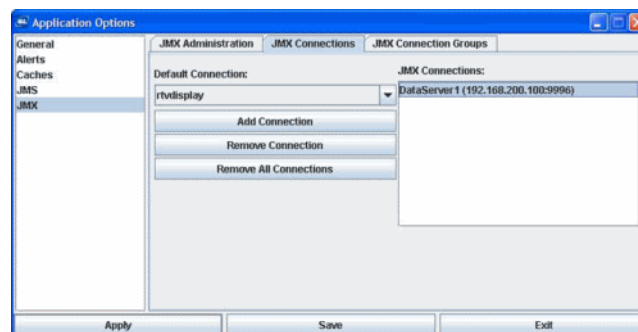 Application Options
General
Alerts
Caches
JMS
JMX
JMX Administration
JMX Connections
JMX Connection Groups
Default Connection:
rtvdisplay
Add Connection
Remove Connection
Remove All Connections
JMX Connections:
DataServer1 (192.168.200.100:9996)
Apply
Save
Exit